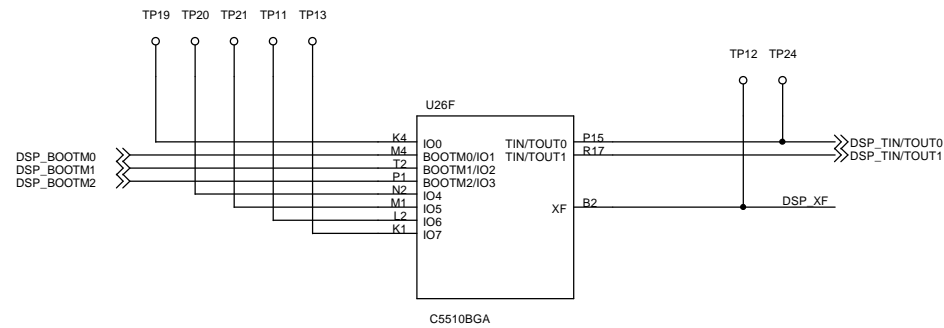 TP19 TP20 TP21 TP11 TP13
TP12 TP24
U26F
K4 IO0 TIN/TOUT0 P15 DSP_TIN/TOUT0
DSP_BOOTM0 M4 BOOTM0/IO1 TIN/TOUT1 R17 DSP_TIN/TOUT1
DSP_BOOTM1 T2 BOOTM1/IO2
DSP_BOOTM2 P1 BOOTM2/IO3
N2 IO4
M1 IO5 XF B2 DSP_XF
L2 IO6
K1 IO7
C5510BGA